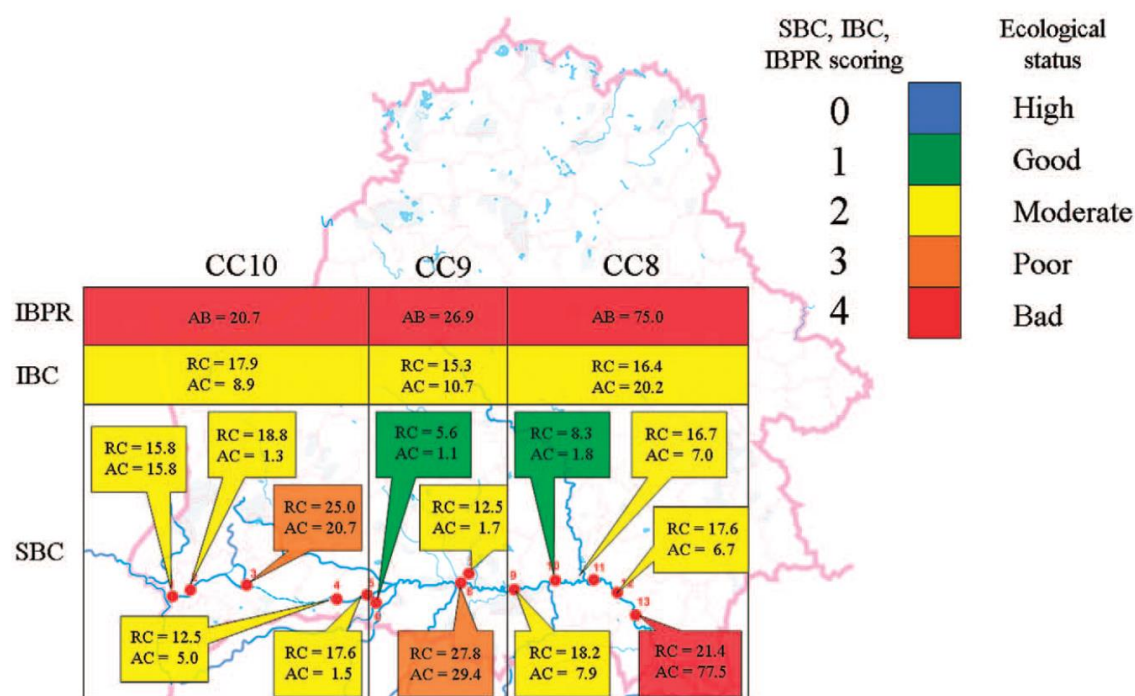 SBC, IBC,
IBPR scoring
Ecological
status
0
High
1
Good
2
Moderate
3
Poor
4
Bad
CC10
CC9
CC8
IBPR
AB = 20.7
AB = 26.9
AB = 75.0
IBC
RC = 17.9
AC = 8.9
RC = 15.3
AC = 10.7
RC = 16.4
AC = 20.2
SBC
RC = 15.8
AC = 15.8
RC = 18.8
AC = 1.3
RC = 25.0
AC = 20.7
RC = 5.6
AC = 1.1
RC = 12.5
AC = 1.7
RC = 8.3
AC = 1.8
RC = 16.7
AC = 7.0
RC = 17.6
AC = 6.7
3
4
5
8
9
10
11
13
RC = 12.5
AC = 5.0
RC = 17.6
AC = 1.5
RC = 27.8
AC = 29.4
RC = 18.2
AC = 7.9
RC = 21.4
AC = 77.5